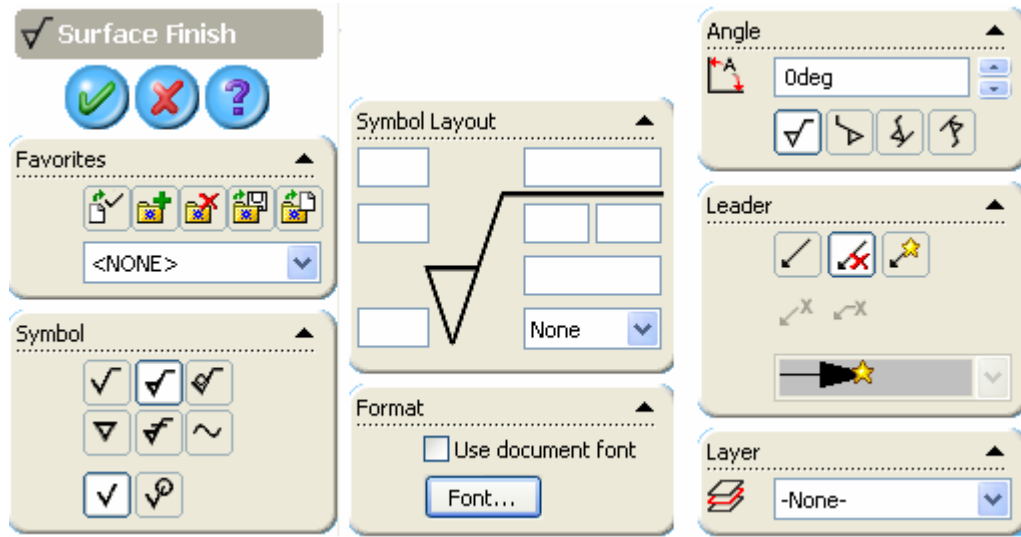 Surface Finish
?
Favorites
<NONE>
Symbol
Symbol Layout
None
Format
Use document font
Font...
Angle
A
0deg
Leader
X X
Layer
-None-